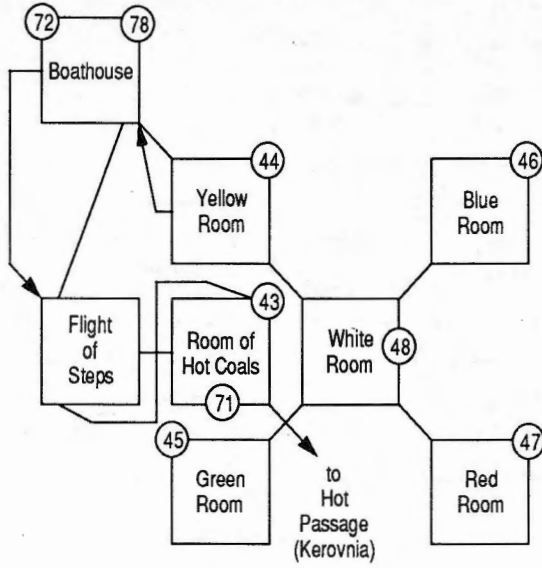 72
78
Boathouse
44
Yellow
Room
46
Blue
Room
Flight
of
Steps
43
Room of
Hot Coals
71
White
Room
48
45
Green
Room
to
Hot
Passage
(Kerovnia)
47
Red
Room